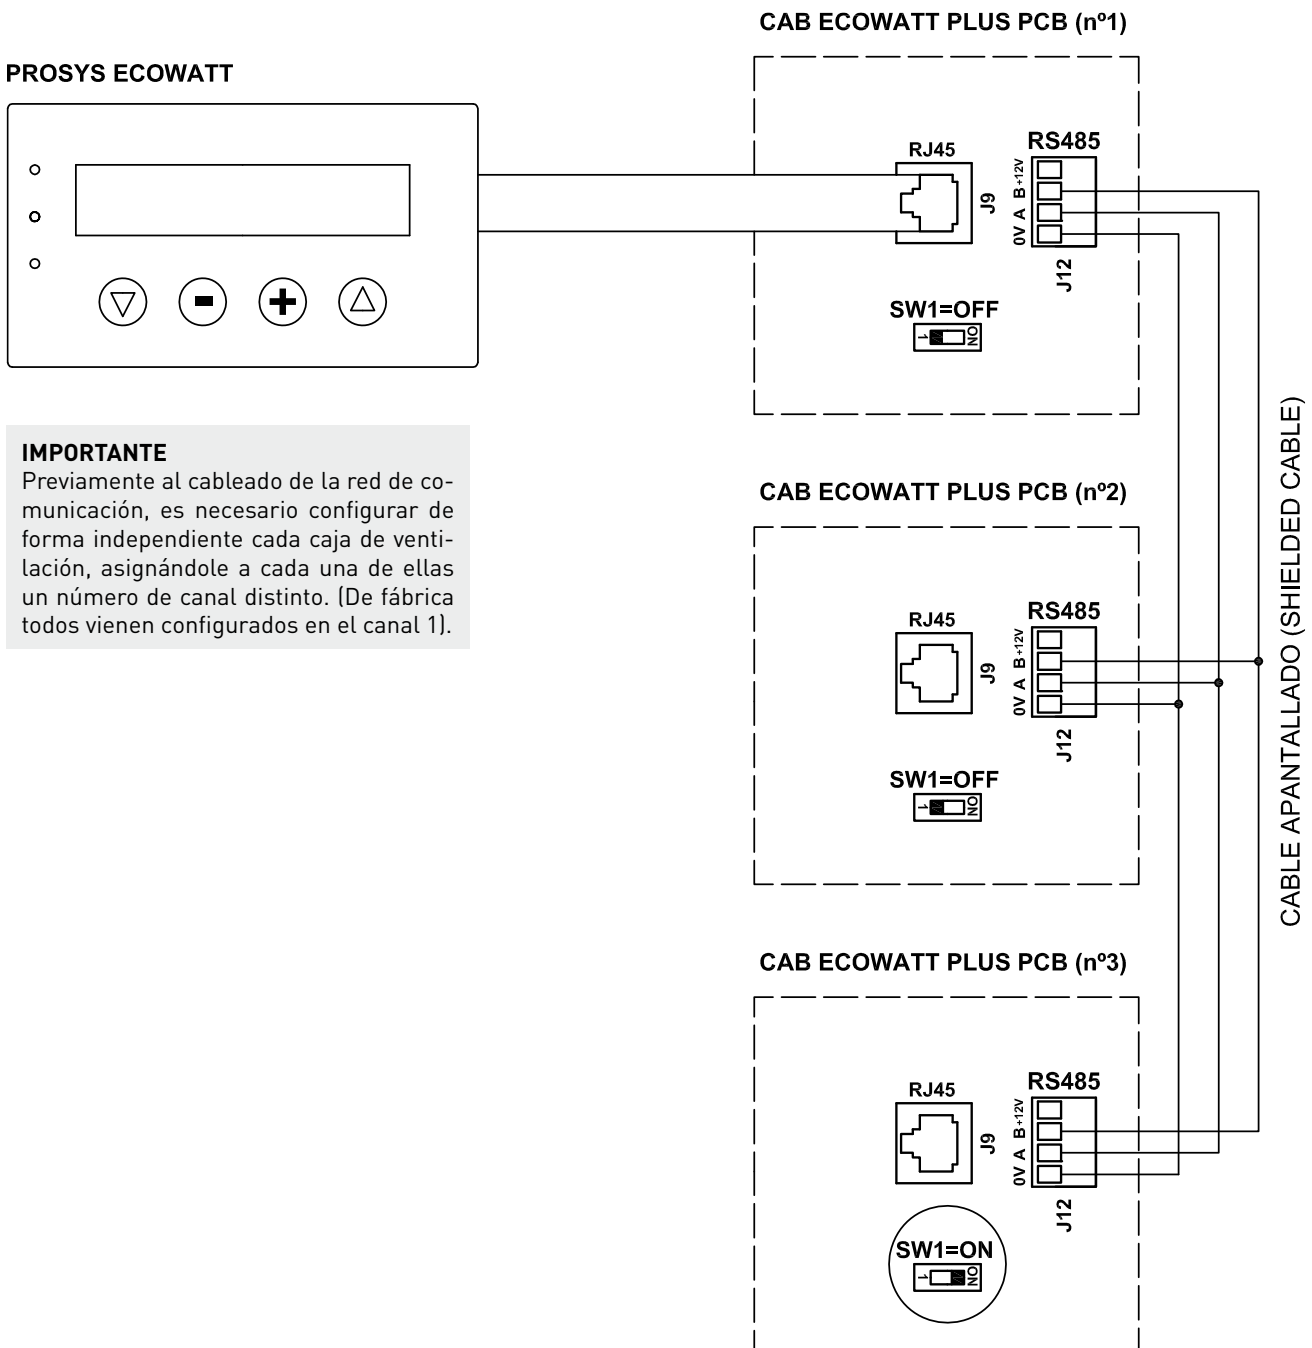 PROSYS ECOWATT
IMPORTANTE
Previamente al cableado de la red de co-
municación, es necesario configurar de
forma independiente cada caja de venti-
lación, asignándole a cada una de ellas
un número de canal distinto. (De fábrica
todos vienen configurados en el canal 1).
CAB ECOWATT PLUS PCB (nº1)
RJ45
J9
RS485
0V A B +12V
J12
SW1=OFF
1 ON
CAB ECOWATT PLUS PCB (nº2)
RJ45
J9
RS485
0V A B +12V
J12
SW1=OFF
1 ON
CAB ECOWATT PLUS PCB (nº3)
RJ45
J9
RS485
0V A B +12V
J12
SW1=ON
1 ON
CABLE APANTALLADO (SHIELDED CABLE)